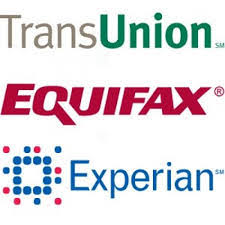 TransUnion SM
EQUIFAX ®
Experian SM